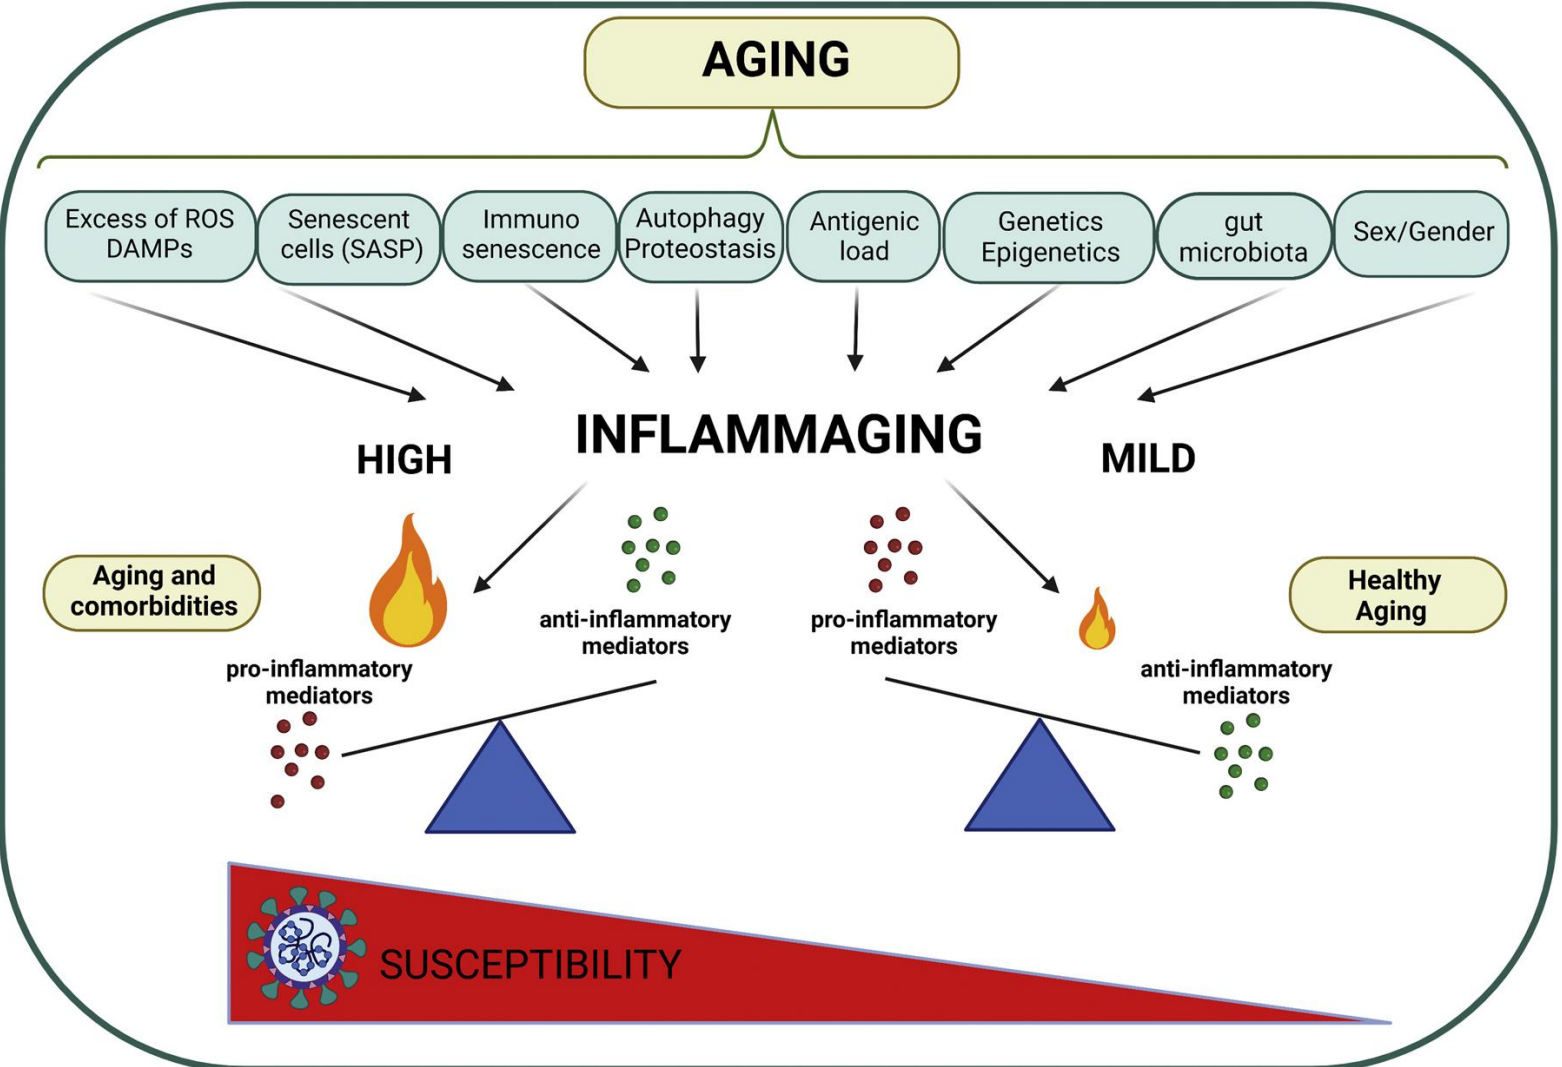 AGING
Excess of ROS
DAMPs
Senescent
cells (SASP)
Immuno
senescence
Autophagy
Proteostasis
Antigenic
load
Genetics
Epigenetics
gut
microbiota
Sex/Gender
INFLAMMAGING
HIGH
MILD
Aging and
comorbidities
anti-inflammatory
mediators
pro-inflammatory
mediators
Healthy
Aging
pro-inflammatory
mediators
anti-inflammatory
mediators
SUSCEPTIBILITY